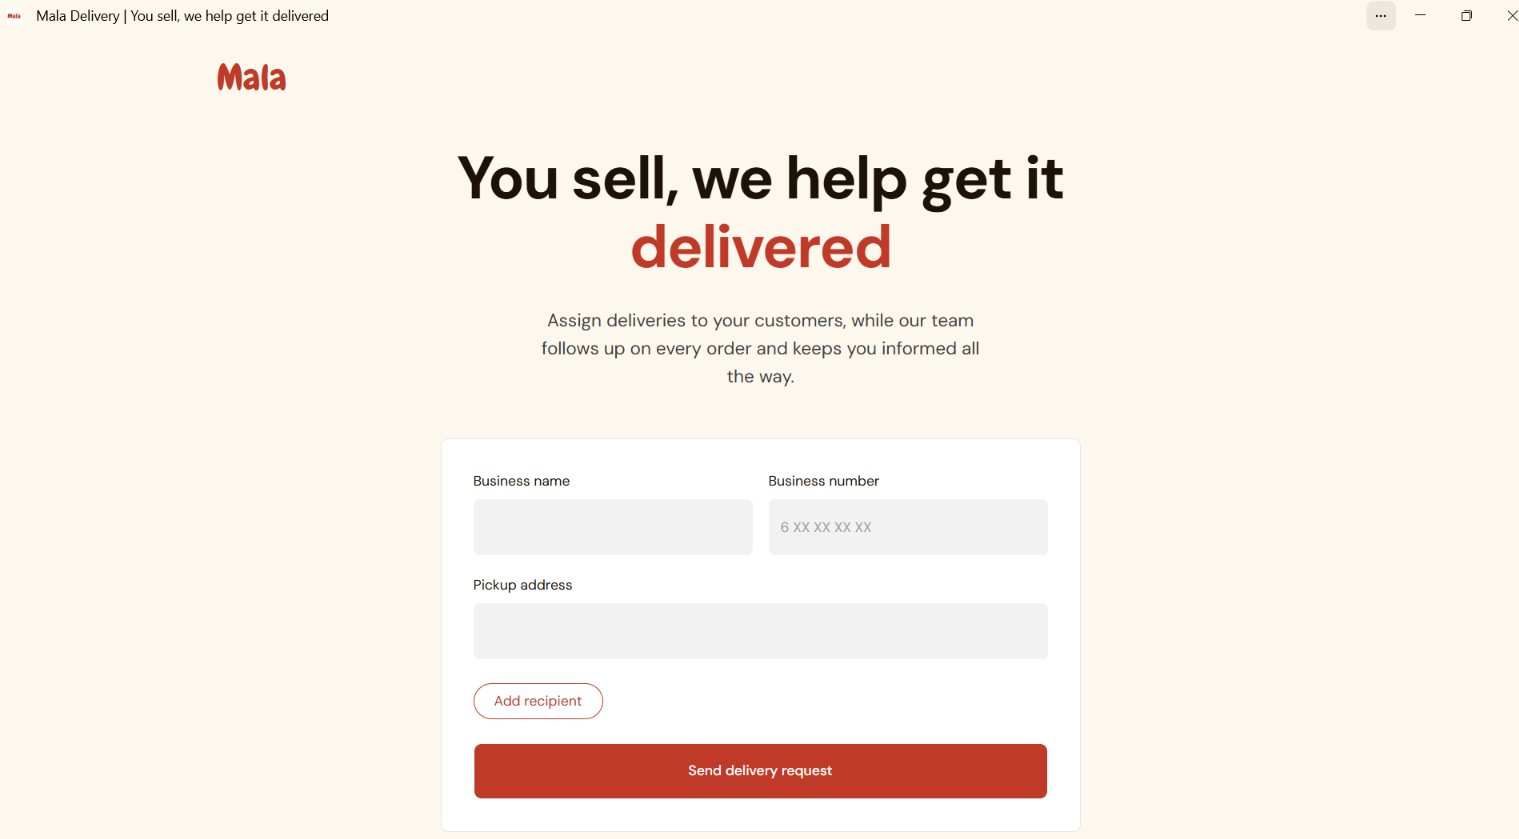 Mala Mala Delivery | You sell, we help get it delivered
Mala
You sell, we help get it
delivered
Assign deliveries to your customers, while our team
follows up on every order and keeps you informed all
the way.
Business name Business number
6 XX XX XX XX
Pickup address
Add recipient
Send delivery request